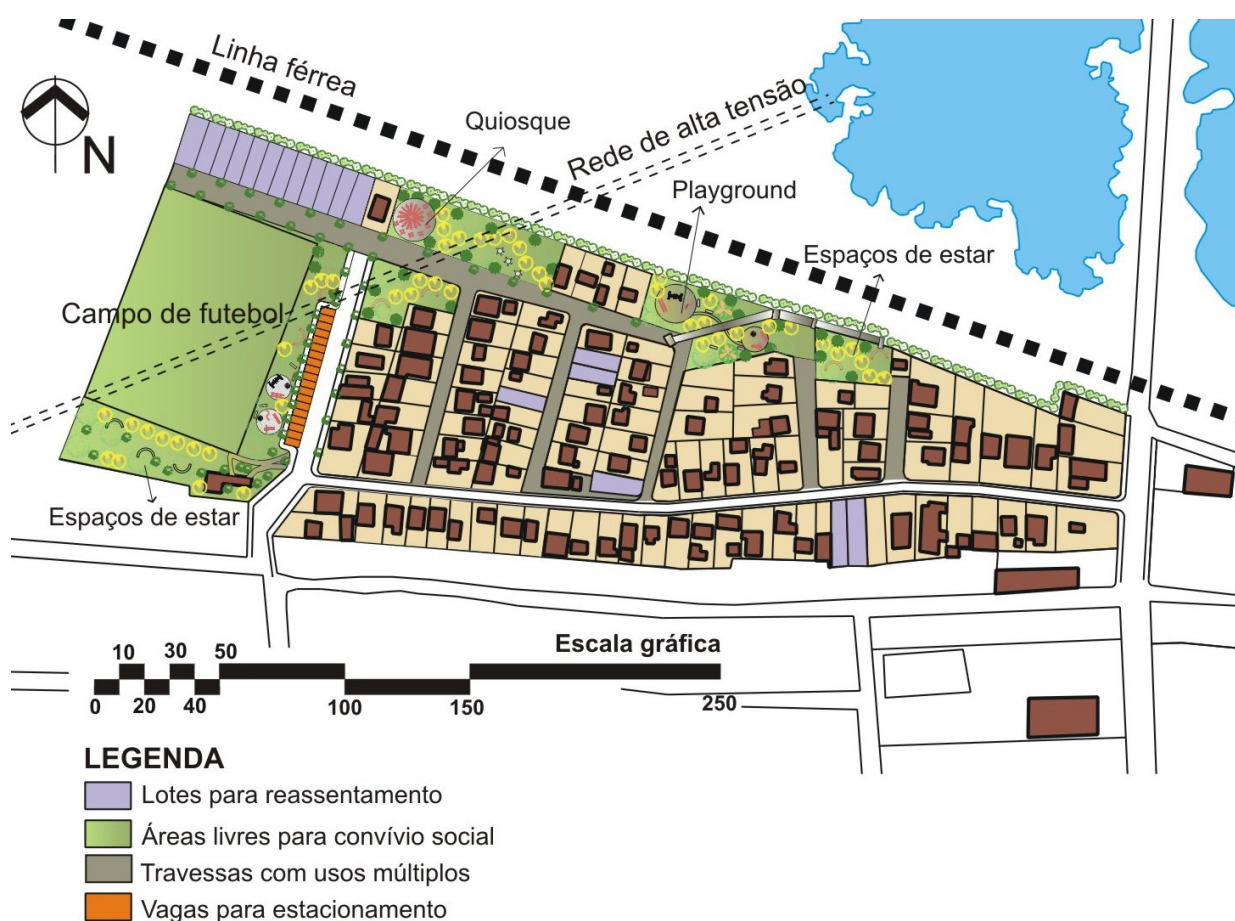 Linha férrea
N
Quiosque
Rede de alta tensão
Playground
Espaços de estar
Campo de futebol
Espaços de estar
Escala gráfica
10 30 50
0 20 40 100 150 250
LEGENDA
Lotes para reassentamento
Áreas livres para convívio social
Travessas com usos múltiplos
Vagas para estacionamento